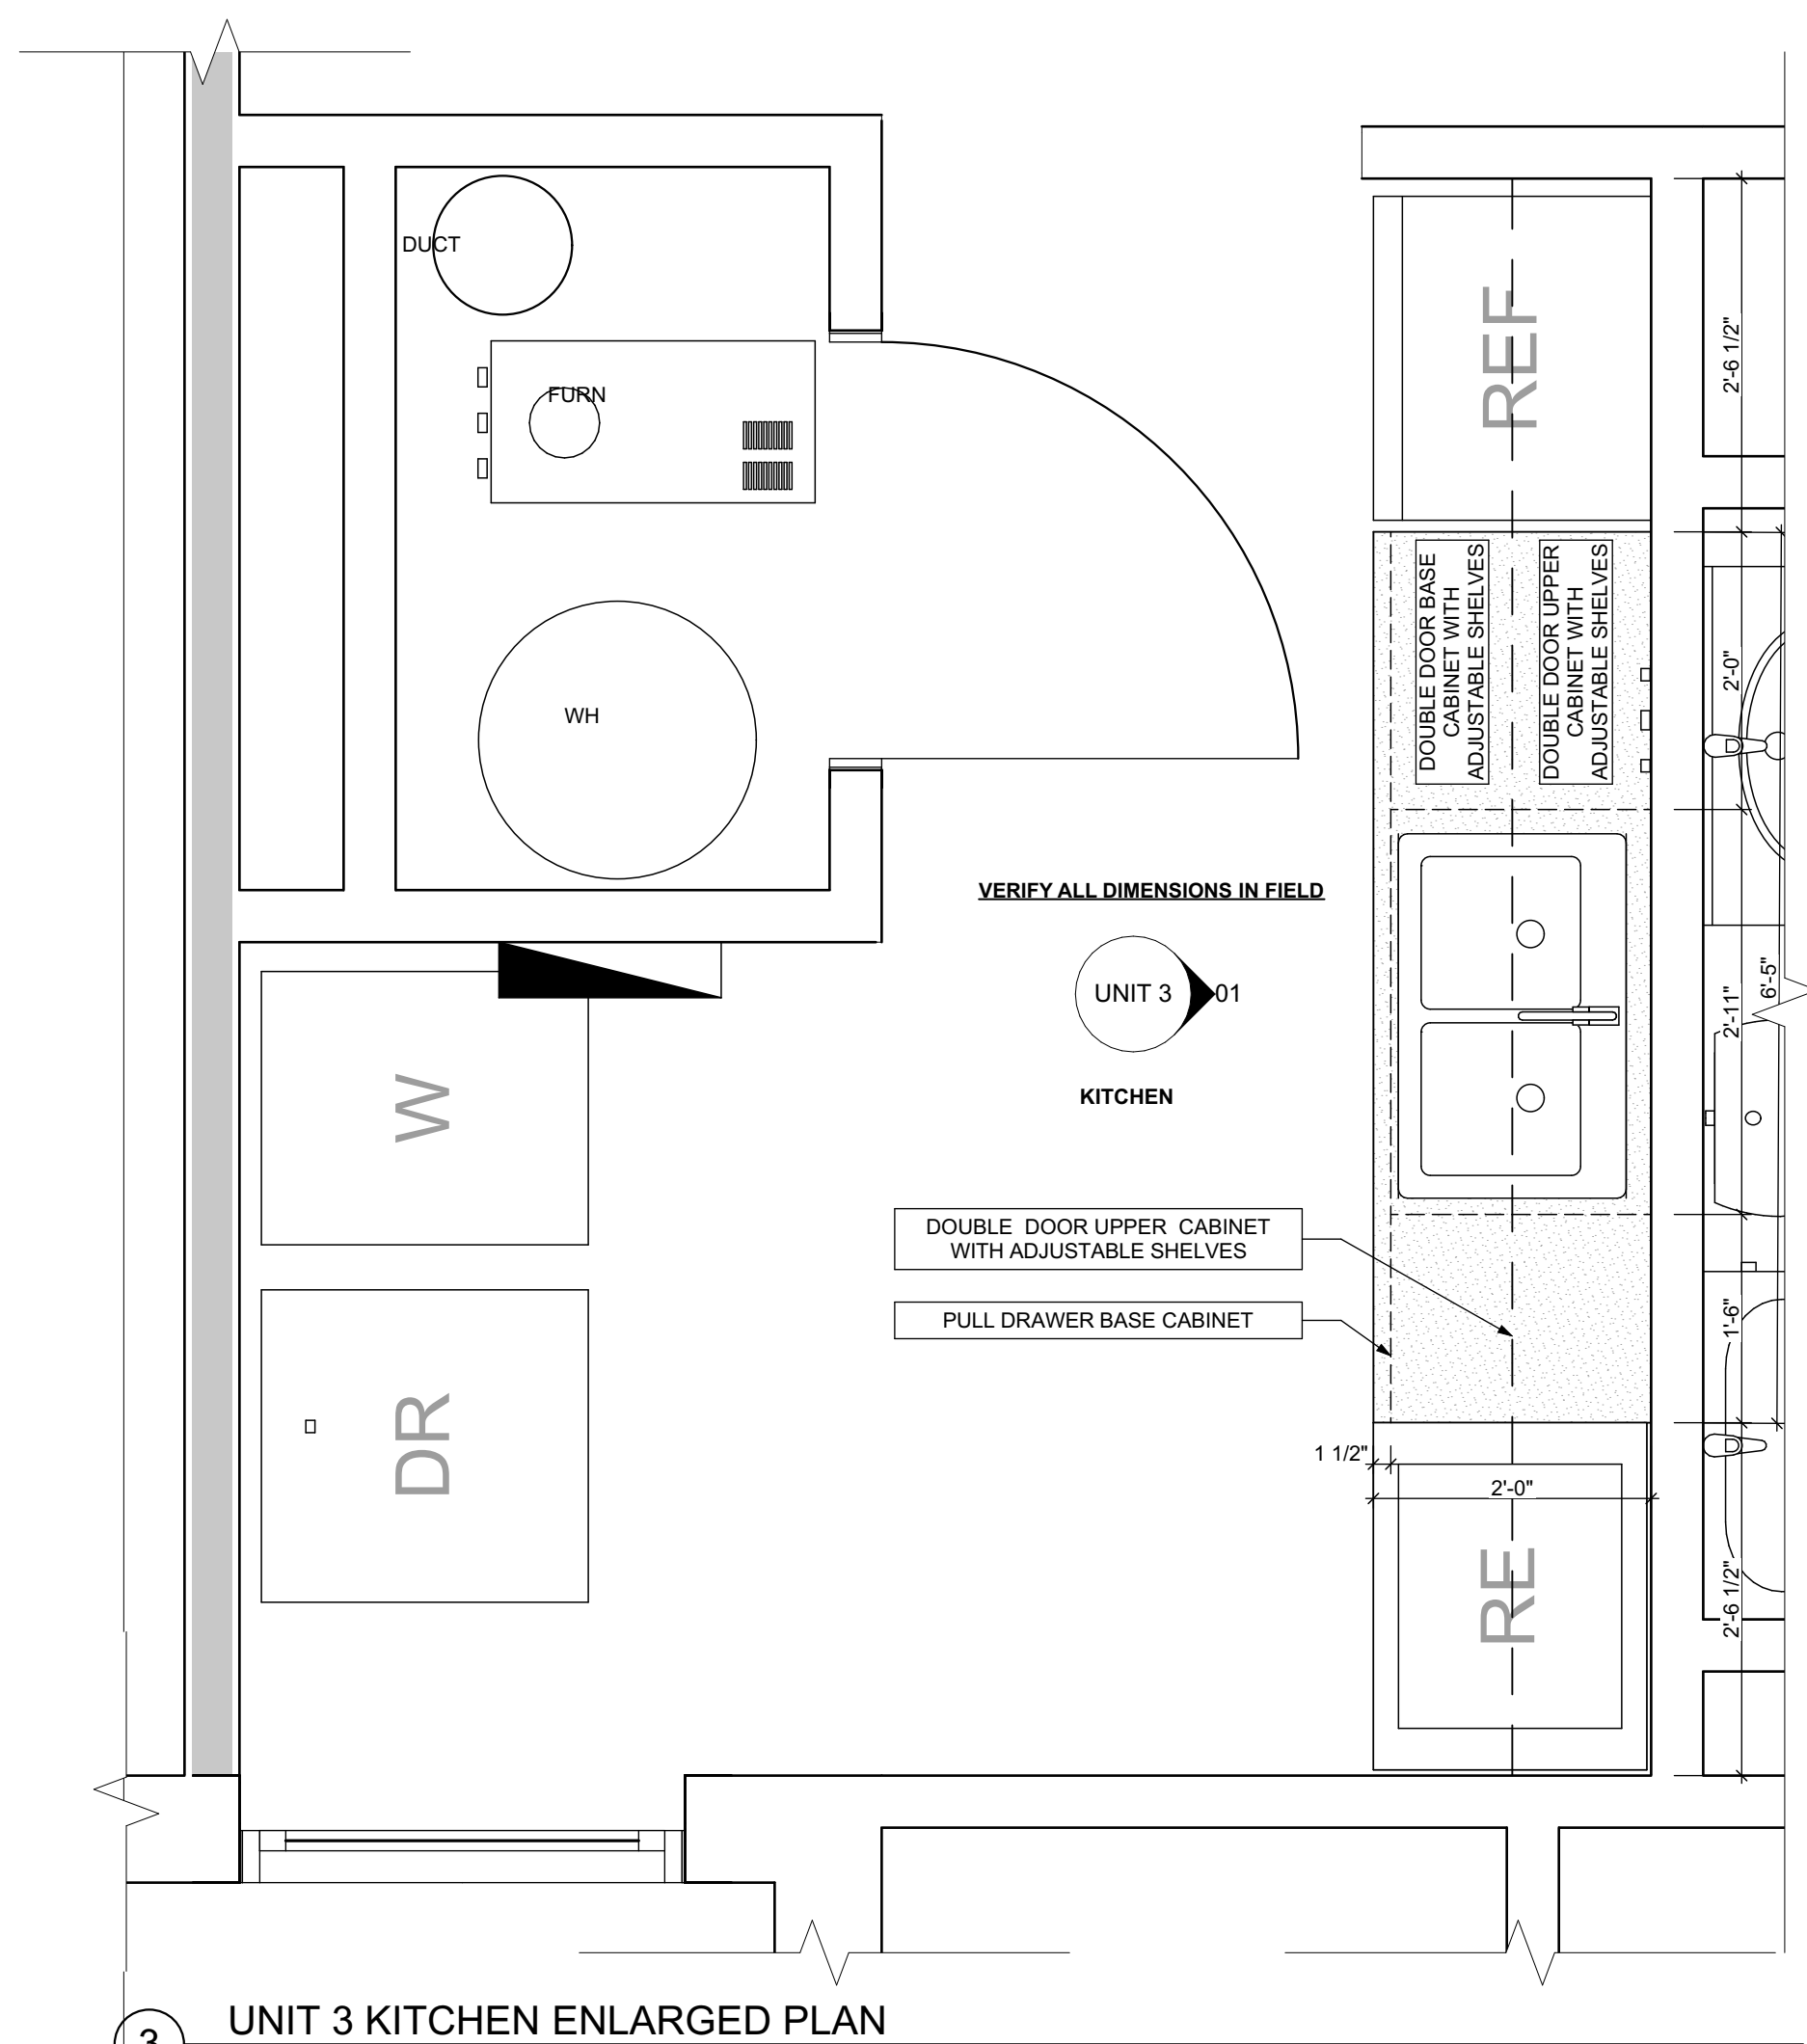 DUCT
FURN
WH
REF
2'-6 1/2"
DOUBLE DOOR BASE
CABINET WITH
ADJUSTABLE SHELVES
DOUBLE DOOR UPPER
CABINET WITH
ADJUSTABLE SHELVES
2'-0"
VERIFY ALL DIMENSIONS IN FIELD
UNIT 3
01
KITCHEN
2'-11"
6'-5"
W
DOUBLE DOOR UPPER CABINET
WITH ADJUSTABLE SHELVES
PULL DRAWER BASE CABINET
1'-6"
DR
1 1/2"
2'-0"
RE
2'-6 1/2"
3
UNIT 3 KITCHEN ENLARGED PLAN